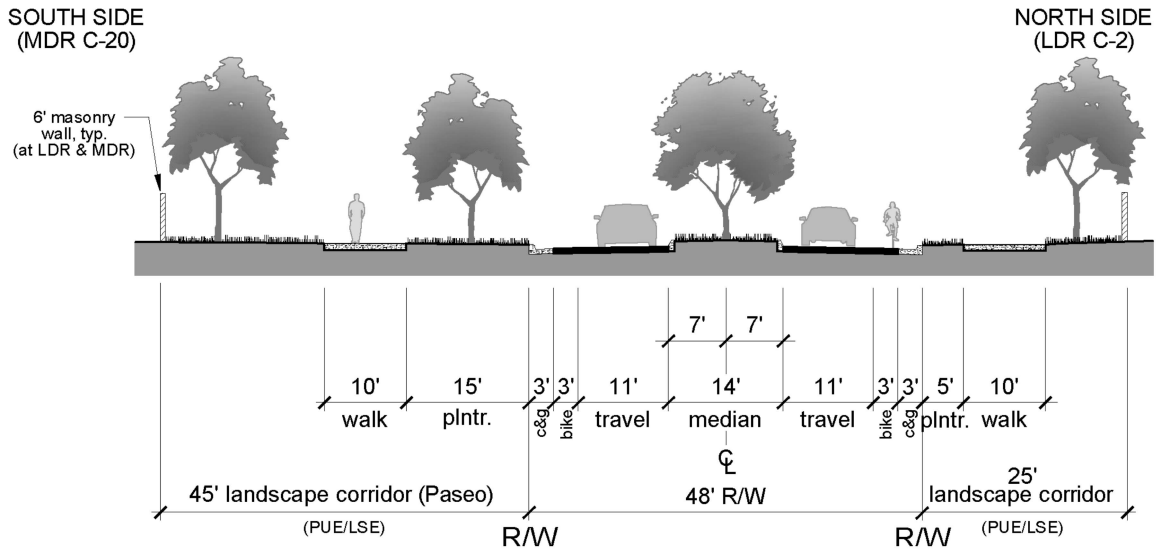 SOUTH SIDE
(MDR C-20)
NORTH SIDE
(LDR C-2)
6' masonry
wall, typ.
(at LDR & MDR)
7' 7'
10' 15' 3' 3' 11' 14' 11' 3' 3' 5' 10'
walk plntr. c&g bike travel median travel bike c&g plntr. walk
CL
45' landscape corridor (Paseo) 48' R/W 25'
landscape corridor
(PUE/LSE) (PUE/LSE)
R/W R/W